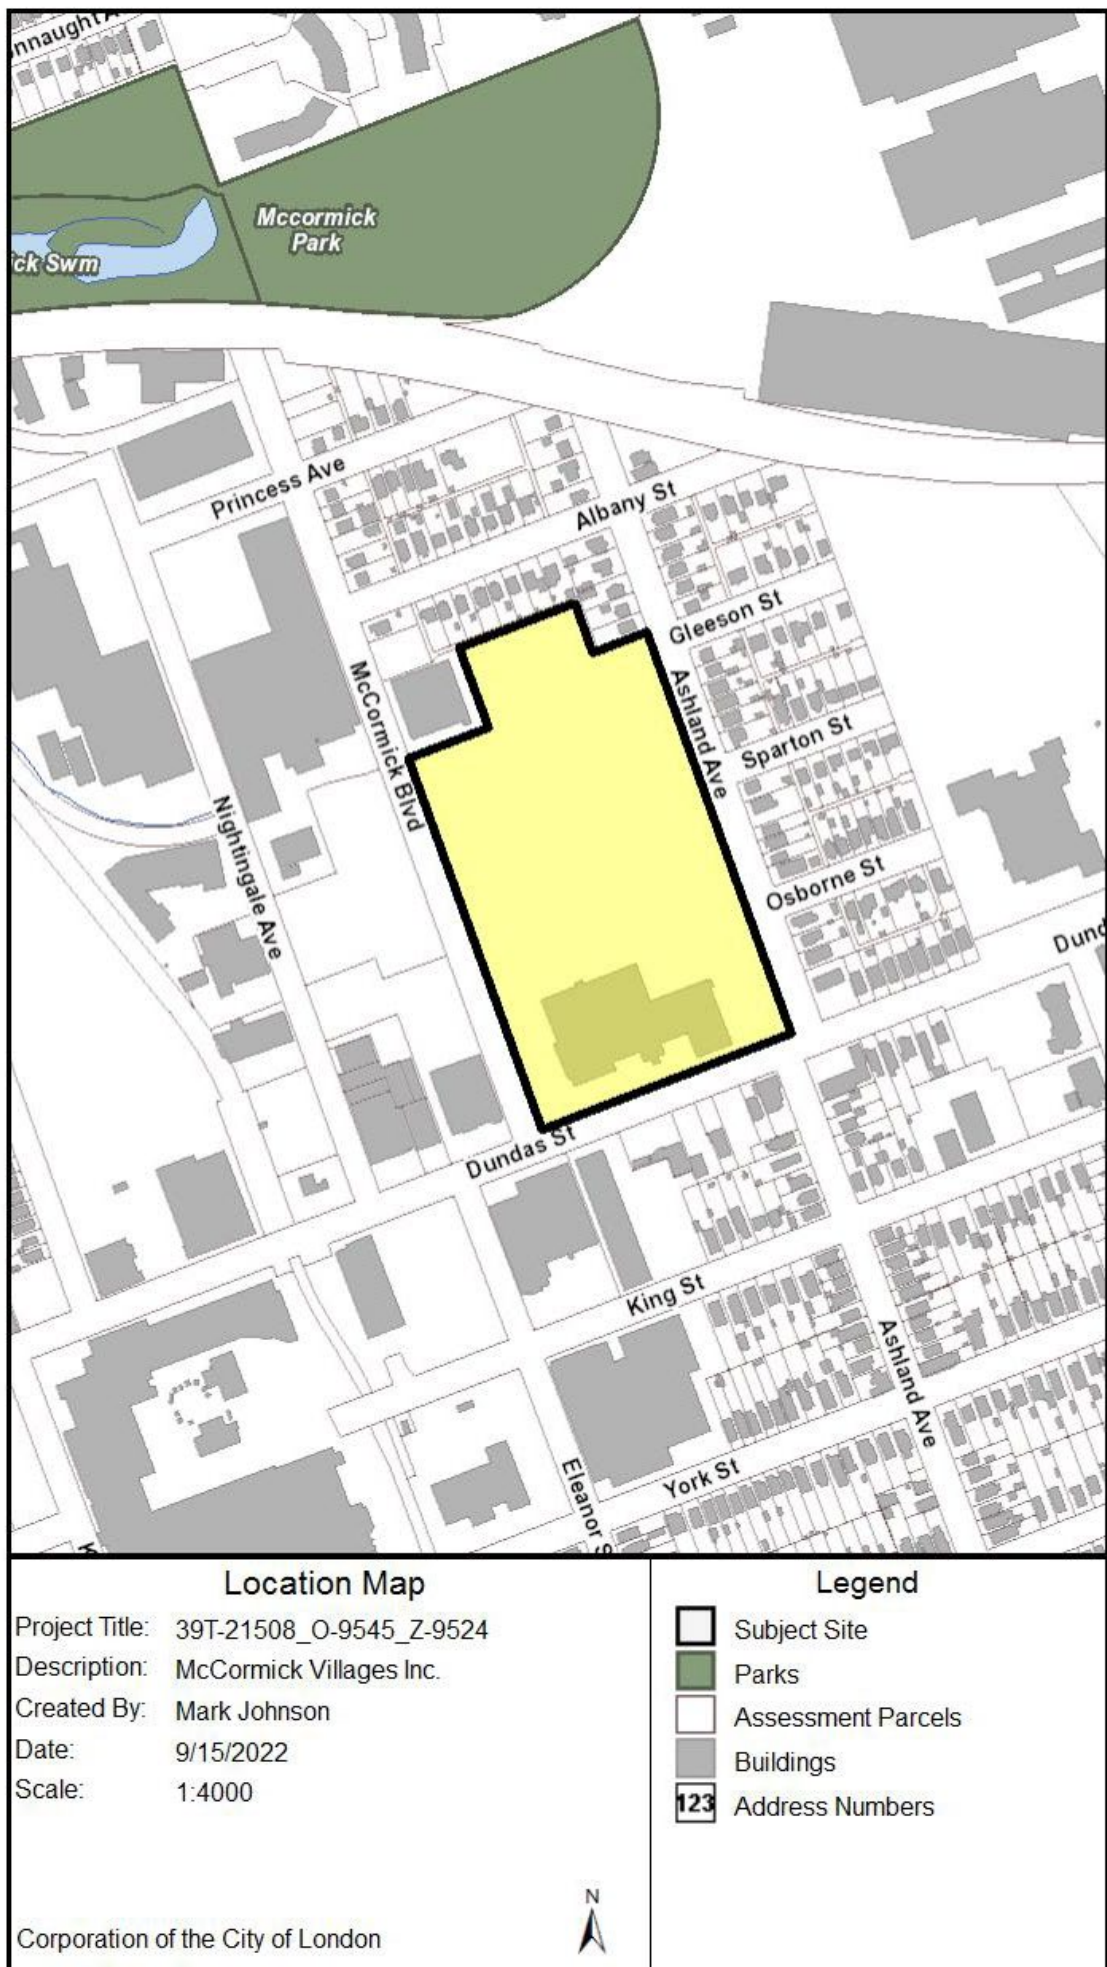 Mccormick
Park
ck Swm
Princess Ave
Albany St
Gleeson St
McCormick Blvd
Ashland Ave
Sparton St
Nightingale Ave
Osborne St
Dund
Dundas St
King St
Ashland Ave
York St
Eleanor S
Location Map
Project Title: 39T-21508_O-9545_Z-9524
Description: McCormick Villages Inc.
Created By: Mark Johnson
Date: 9/15/2022
Scale: 1:4000
N
Corporation of the City of London
Legend
Subject Site
Parks
Assessment Parcels
Buildings
123 Address Numbers